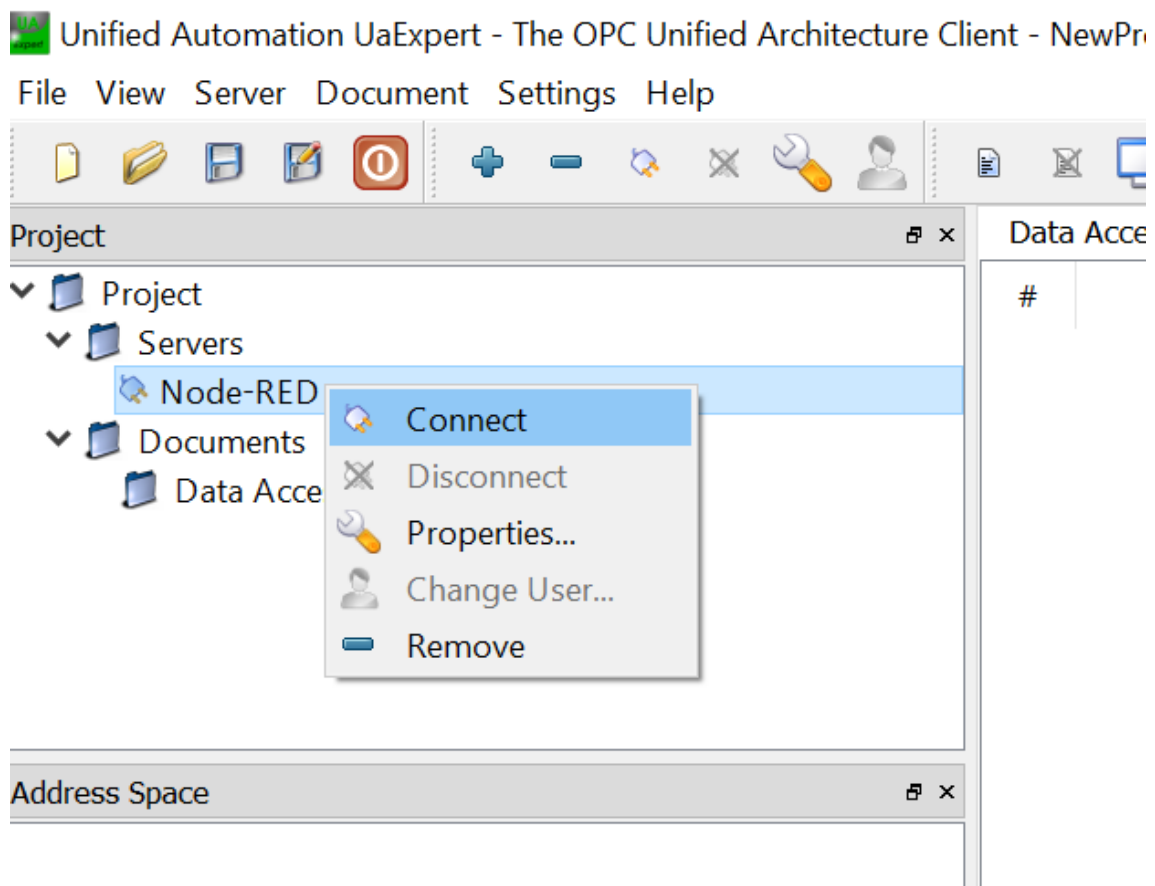 Unified Automation UaExpert - The OPC Unified Architecture Client - NewPr
File View Server Document Settings Help
Project
Data Acce
Project
#
Servers
Node-RED
Connect
Documents
Disconnect
Data Acce
Properties...
Change User...
Remove
Address Space